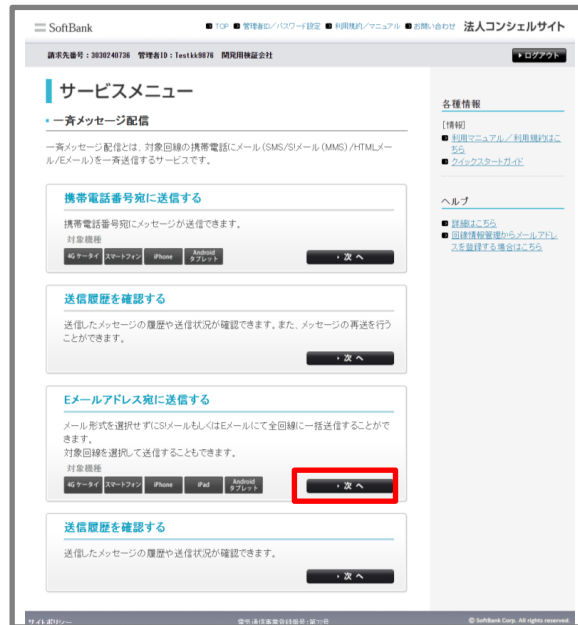 SoftBank
TOP 管理者ID／パスワード設定 利用規約／マニュアル お問い合わせ 法人コンシェルサイト
請求先番号：3030240736 管理者ID：Testkk9876 開発用検証会社
ログアウト
サービスメニュー
一斉メッセージ配信
一斉メッセージ配信とは、対象回線の携帯電話にメール(SMS/S!メール(MMS)/HTMLメー
ル/Eメール)を一斉送信するサービスです。
携帯電話番号宛に送信する
携帯電話番号宛にメッセージが送信できます。
対象機種
4G ケータイ スマートフォン iPhone Android タブレット
次へ
送信履歴を確認する
送信したメッセージの履歴や送信状況が確認できます。また、メッセージの再送を行う
ことができます。
次へ
Eメールアドレス宛に送信する
メール形式を選択せずにS!メールもしくはEメールにて全回線に一括送信することがで
きます。
対象回線を選択して送信することもできます。
対象機種
4G ケータイ スマートフォン iPhone iPad Android タブレット
次へ
送信履歴を確認する
送信したメッセージの履歴や送信状況が確認できます。
次へ
各種情報
[情報]
利用マニュアル／利用規約はこ
ちら
クイックスタートガイド
ヘルプ
詳細はこちら
回線情報管理からメールアドレ
スを登録する場合はこちら
サイトポリシー
電気通信事業登録番号：第72号
© SoftBank Corp. All rights reserved.